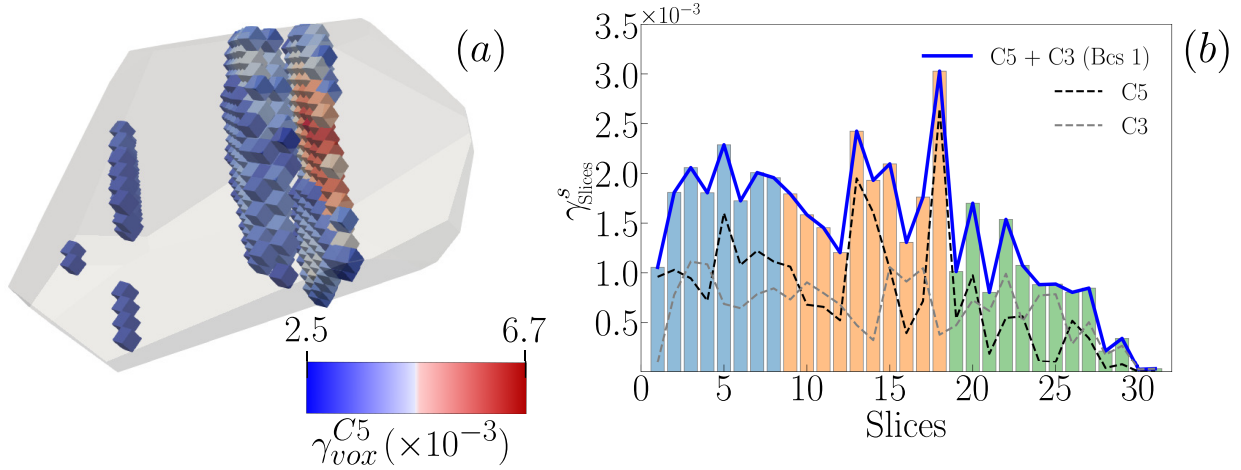 (a)
2.5 6.7
γ_vox^C5 (×10⁻³)
3.5 ×10⁻³
3.0
2.5
2.0
1.5
1.0
0.5
γ^s_Slices
C5 + C3 (Bcs 1)
C5
C3
(b)
0 5 10 15 20 25 30
Slices